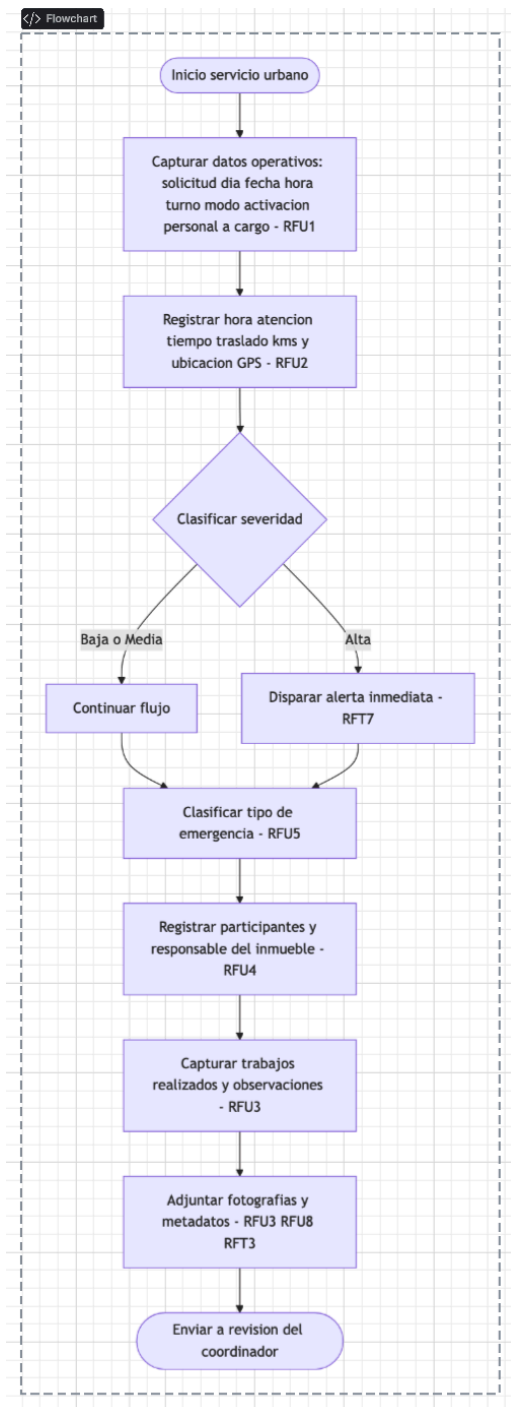 </> Flowchart
Inicio servicio urbano
Capturar datos operativos:
solicitud dia fecha hora
turno modo activacion
personal a cargo - RFU1
Registrar hora atencion
tiempo traslado kms y
ubicacion GPS - RFU2
Clasificar severidad
Baja o Media
Alta
Continuar flujo
Disparar alerta inmediata -
RFT7
Clasificar tipo de
emergencia - RFU5
Registrar participantes y
responsable del inmueble -
RFU4
Capturar trabajos
realizados y observaciones
- RFU3
Adjuntar fotografias y
metadatos - RFU3 RFU8
RFT3
Enviar a revision del
coordinador